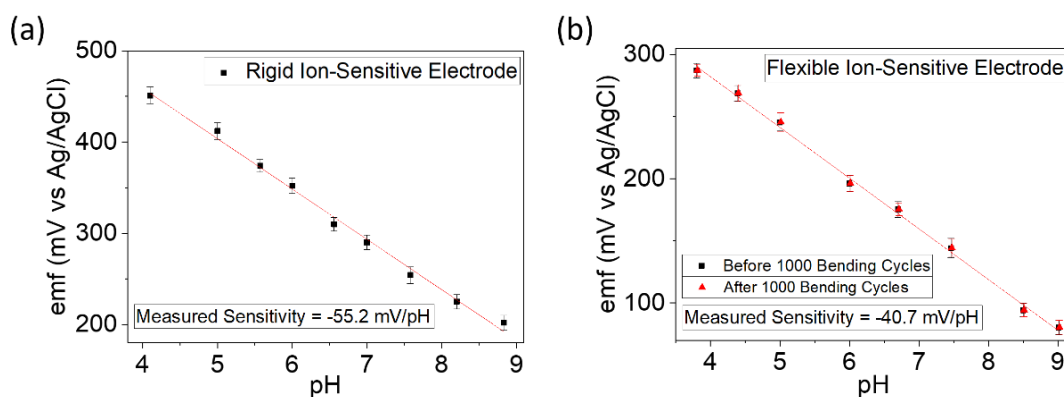 (a)
500
400
300
200
emf (mV vs Ag/AgCl)
Rigid Ion-Sensitive Electrode
Measured Sensitivity = -55.2 mV/pH
4 5 6 7 8 9
pH
(b)
300
200
100
emf (mV vs Ag/AgCl)
Flexible Ion-Sensitive Electrode
Before 1000 Bending Cycles
After 1000 Bending Cycles
Measured Sensitivity = -40.7 mV/pH
4 5 6 7 8 9
pH